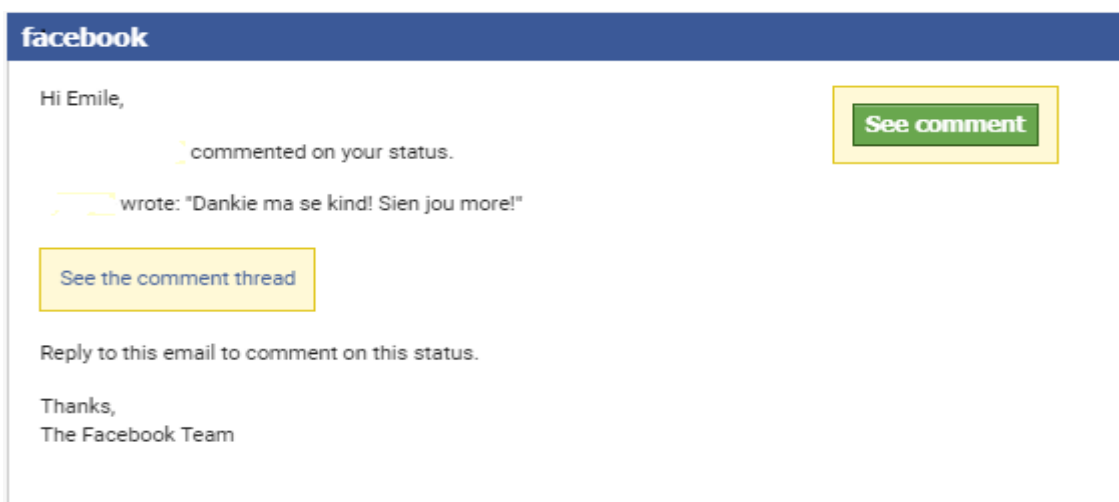 facebook
Hi Emile,
See comment
commented on your status.
wrote: "Dankie ma se kind! Sien jou more!"
See the comment thread
Reply to this email to comment on this status.
Thanks,
The Facebook Team